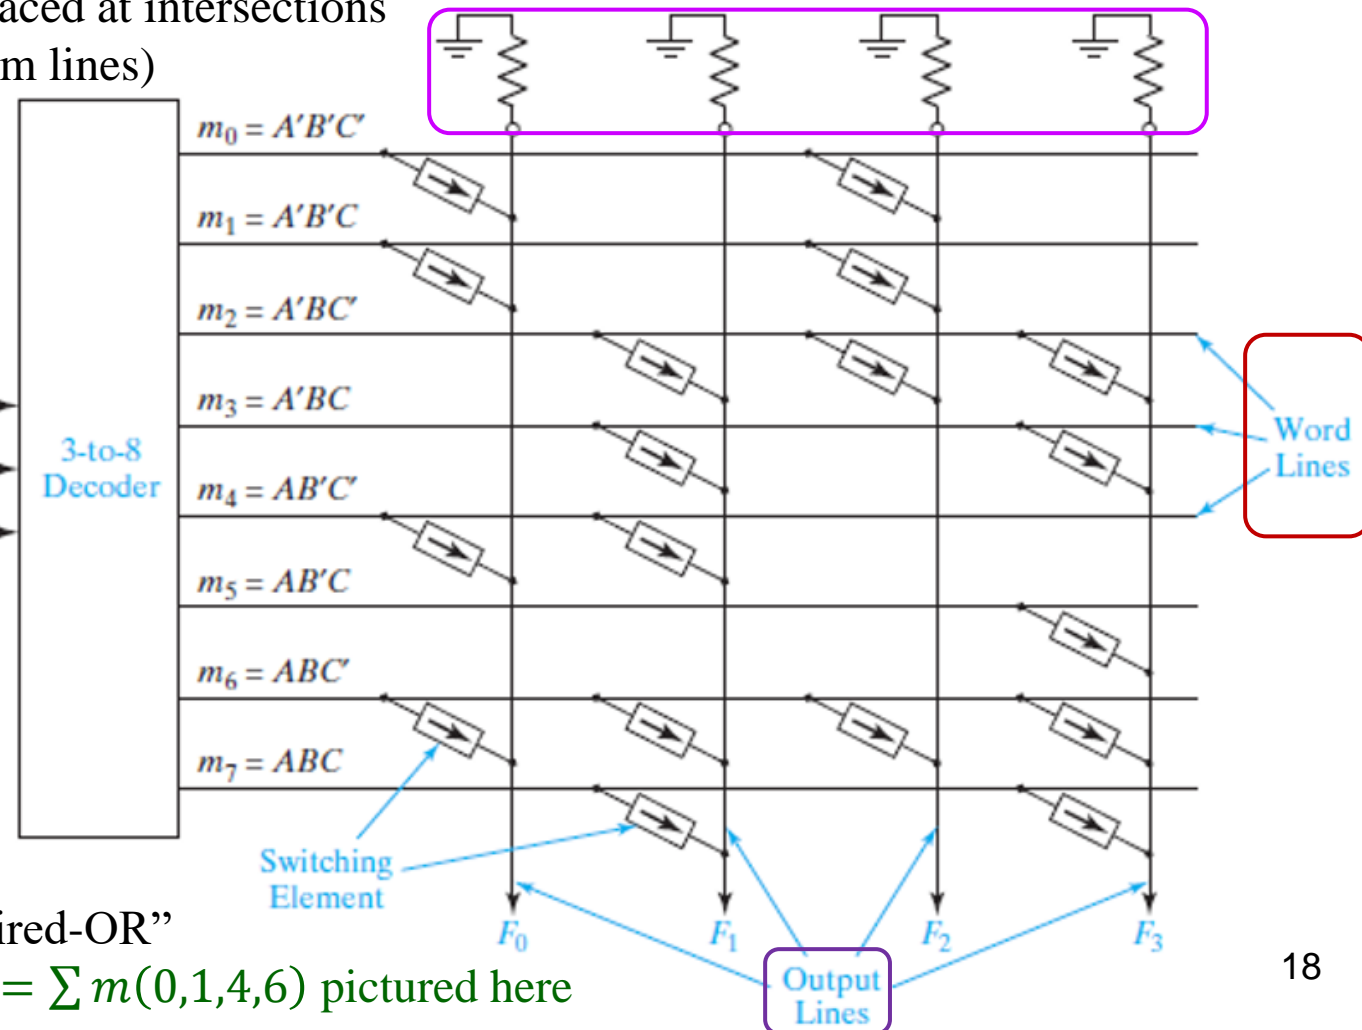 aced at intersections
m lines)
m₀ = A′B′C′
m₁ = A′B′C
m₂ = A′BC′
m₃ = A′BC
m₄ = AB′C′
m₅ = AB′C
m₆ = ABC′
m₇ = ABC
3-to-8
Decoder
Word
Lines
Switching
Element
F₀
F₁
F₂
F₃
Output
Lines
ired-OR”
= ∑ m(0,1,4,6) pictured here
18